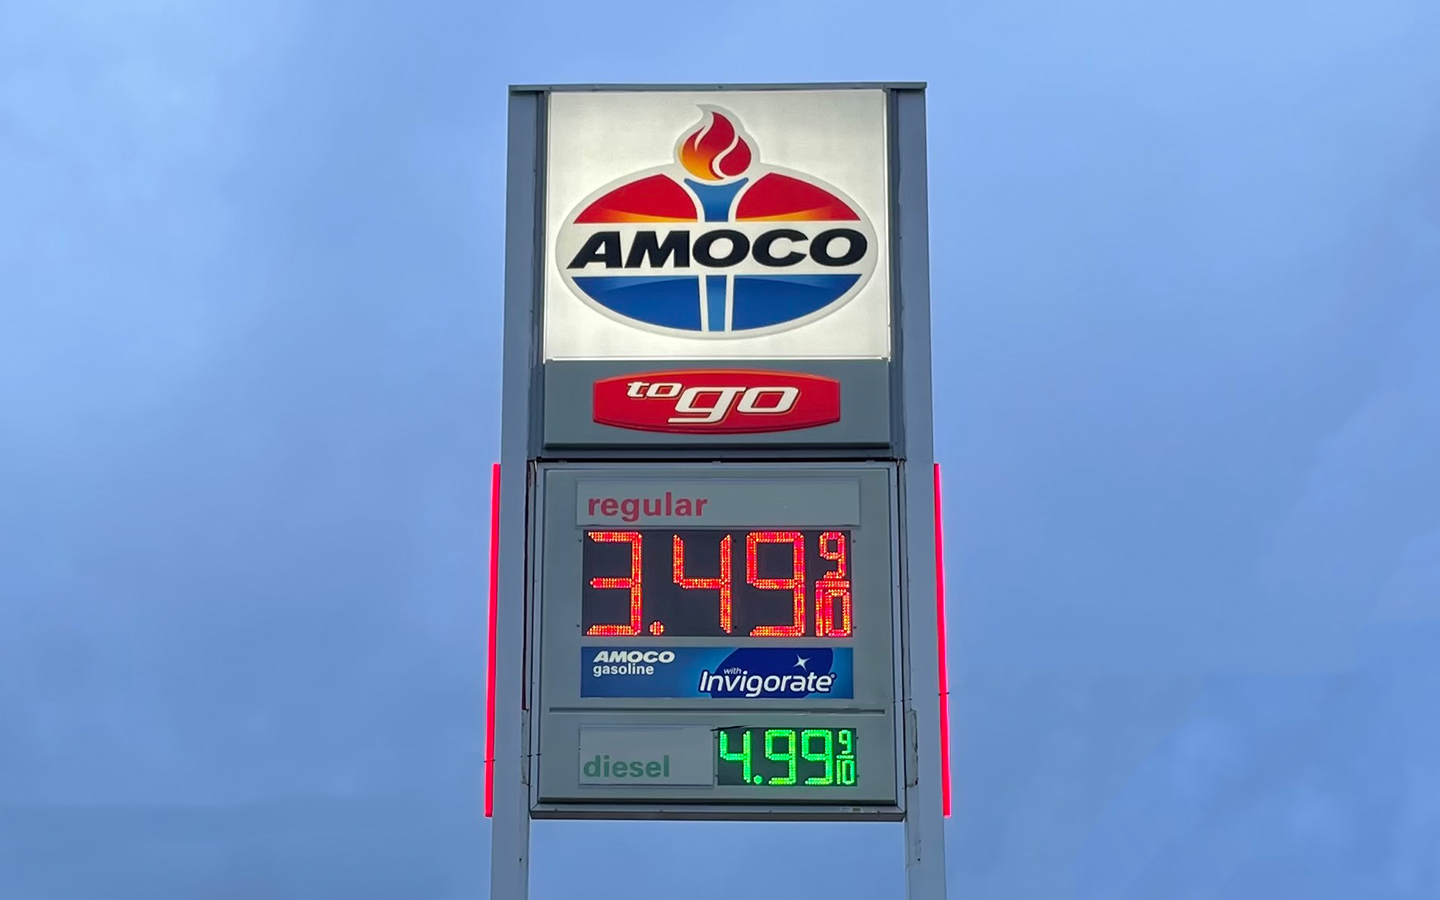 AMOCO
to go
regular
3.49 9/10
AMOCO
gasoline
with
Invigorate®
diesel
4.99 9/10